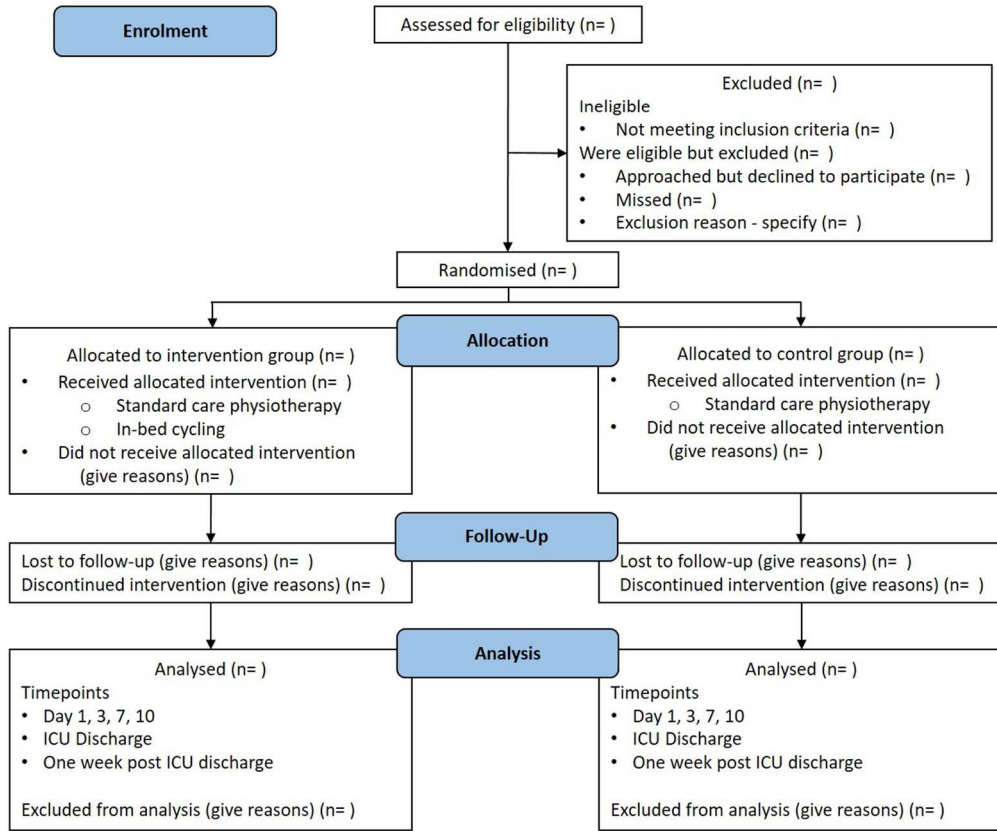 Enrolment
Assessed for eligibility (n= )
Excluded (n=  )
Ineligible
• Not meeting inclusion criteria (n=  )
Were eligible but excluded (n=  )
• Approached but declined to participate (n=  )
• Missed (n=  )
• Exclusion reason - specify (n=  )
Randomised (n= )
Allocation
Allocated to intervention group (n= )
• Received allocated intervention (n=  )
o Standard care physiotherapy
o In-bed cycling
• Did not receive allocated intervention
(give reasons) (n=  )
Allocated to control group (n=  )
• Received allocated intervention (n=  )
o Standard care physiotherapy
• Did not receive allocated intervention
(give reasons) (n=  )
Follow-Up
Lost to follow-up (give reasons) (n=  )
Discontinued intervention (give reasons) (n=  )
Lost to follow-up (give reasons) (n=  )
Discontinued intervention (give reasons) (n=  )
Analysis
Analysed (n= )
Timepoints
• Day 1, 3, 7, 10
• ICU Discharge
• One week post ICU discharge
Excluded from analysis (give reasons) (n= )
Analysed (n= )
Timepoints
• Day 1, 3, 7, 10
• ICU Discharge
• One week post ICU discharge
Excluded from analysis (give reasons) (n= )